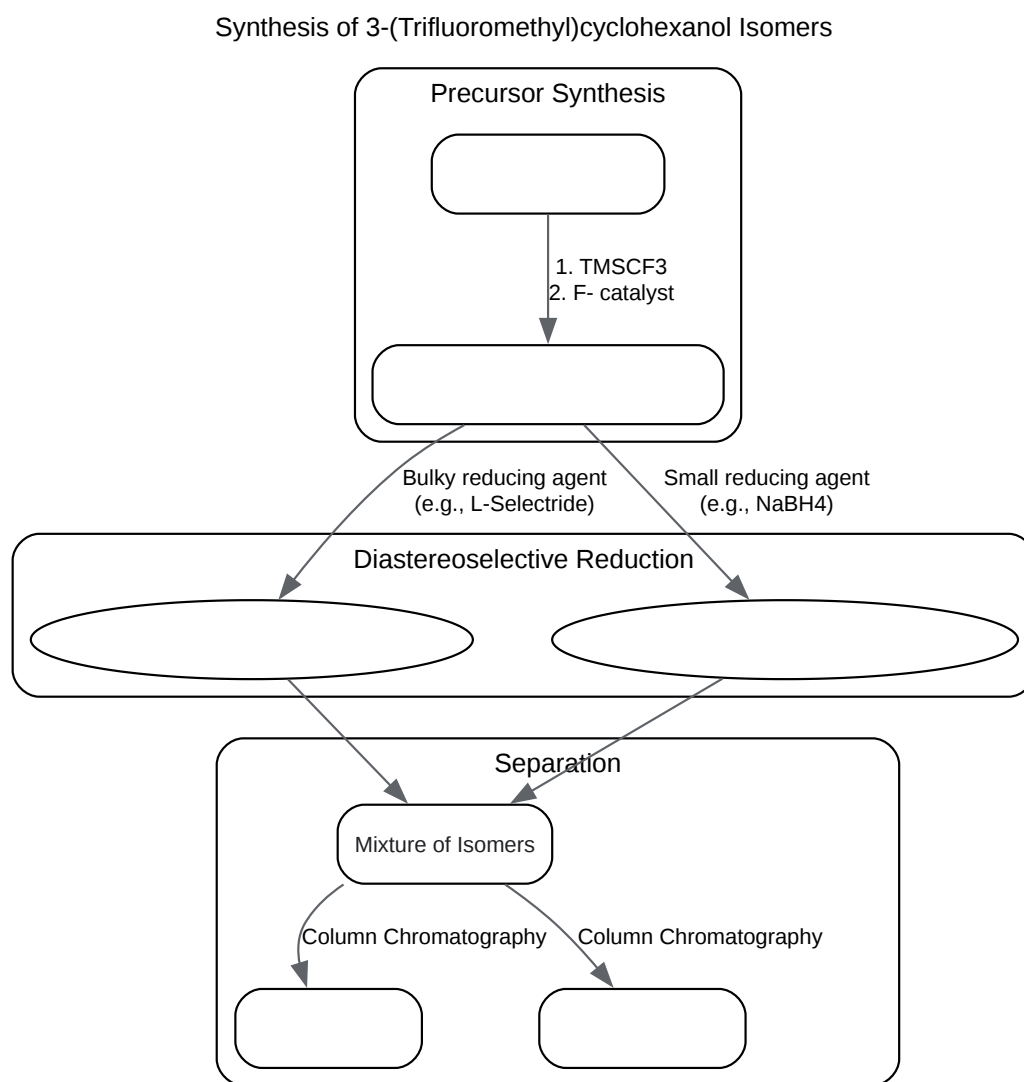 Synthesis of 3-(Trifluoromethyl)cyclohexanol Isomers
Precursor Synthesis
1. TMSCF3
2. F- catalyst
Bulky reducing agent
(e.g., L-Selectride)
Small reducing agent
(e.g., NaBH4)
Diastereoselective Reduction
Separation
Mixture of Isomers
Column Chromatography
Column Chromatography